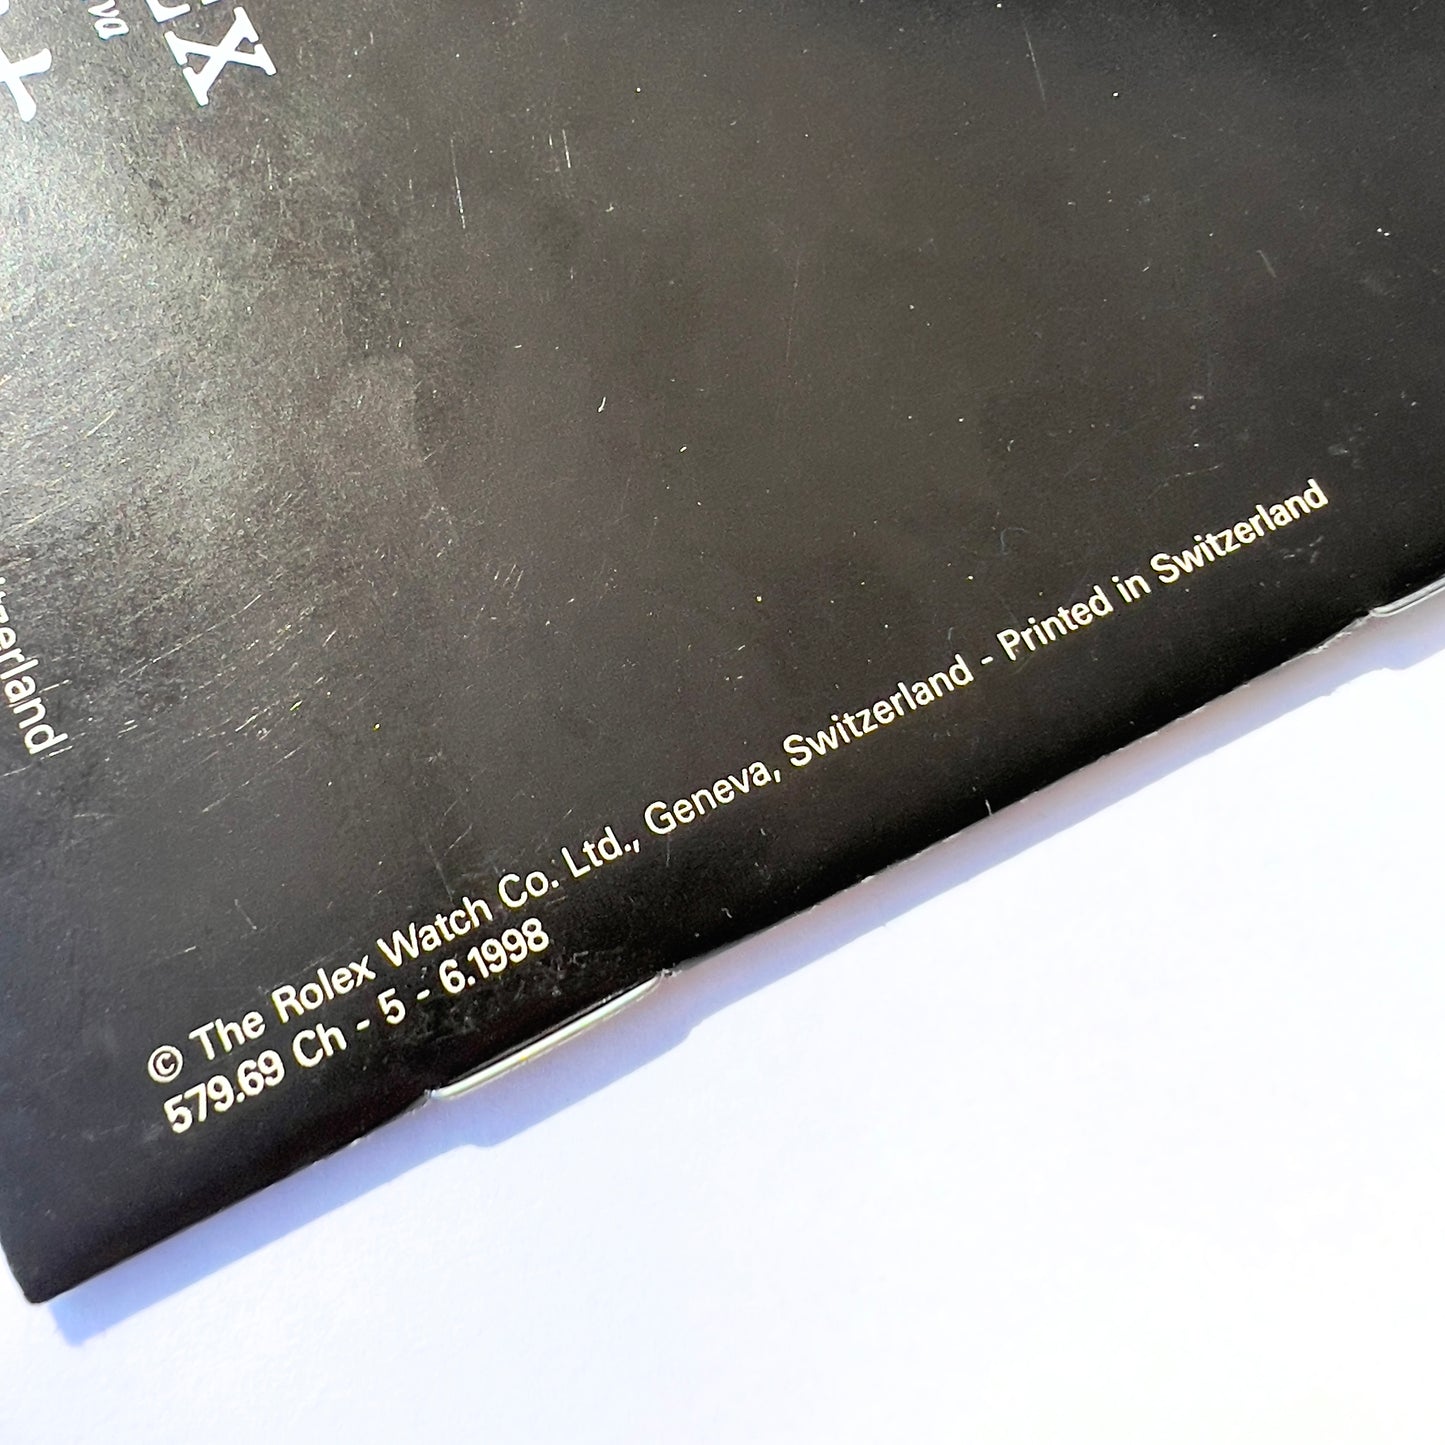 © The Rolex Watch Co. Ltd., Geneva, Switzerland - Printed in Switzerland
579.69 Ch - 5 - 6.1998